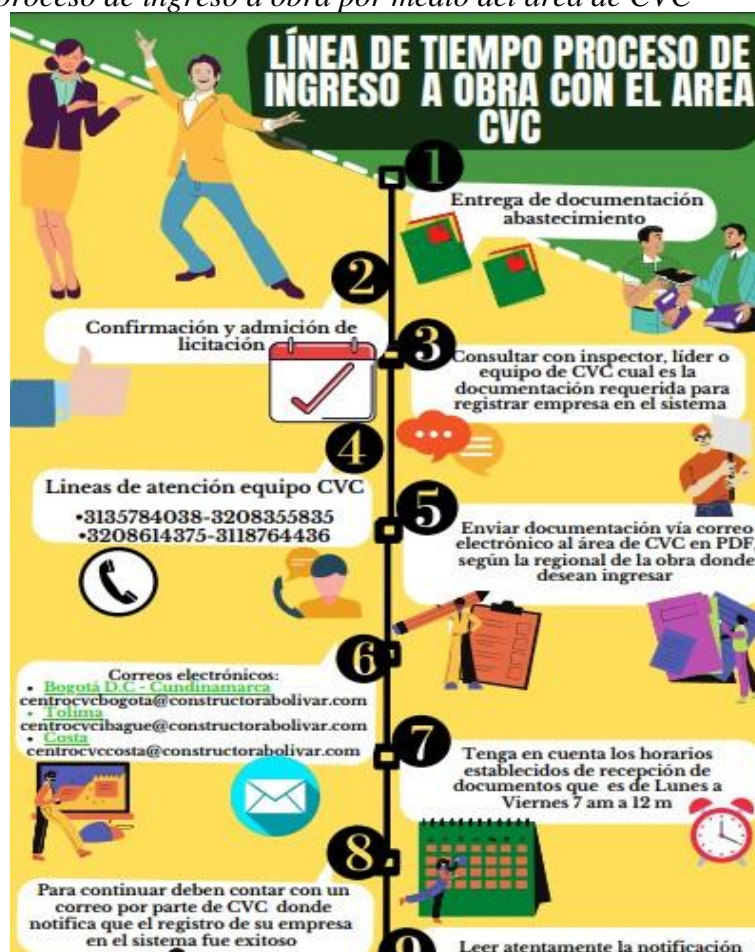 proceso de ingreso a obra por medio del área de CVC
LÍNEA DE TIEMPO PROCESO DE
INGRESO A OBRA CON EL AREA
CVC
1
Entrega de documentación
abastecimiento
2
Confirmación y admición de
licitación
3
Consultar con inspector, líder o
equipo de CVC cual es la
documentación requerida para
registrar empresa en el sistema
4
Lineas de atención equipo CVC
•3135784038-3208355835
•3208614375-3118764436
5
Enviar documentación vía correo
electrónico al área de CVC en PDF,
según la regional de la obra donde
desean ingresar
6
Correos electrónicos:
• Bogotá D.C - Cundinamarca
centrocvcbogota@constructorabolivar.com
• Tolima
centrocvcibague@constructorabolivar.com
• Costa
centrocvccosta@constructorabolivar.com
7
Tenga en cuenta los horarios
establecidos de recepción de
documentos que es de Lunes a
Viernes 7 am a 12 m
8
Para continuar deben contar con un
correo por parte de CVC donde
notifica que el registro de su empresa
en el sistema fue exitoso
9
Leer atentamente la notificación